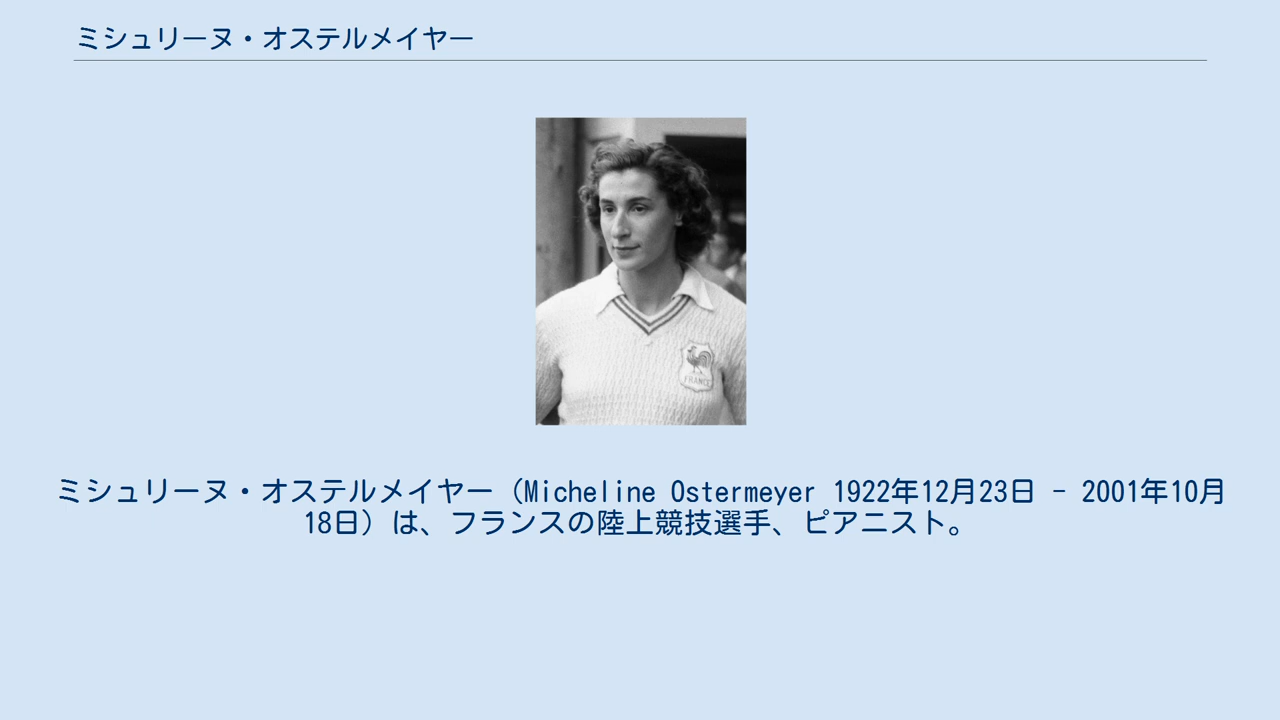 ミシュリーヌ・オステルメイヤー
FRANCE
ミシュリーヌ・オステルメイヤー（Micheline Ostermeyer 1922年12月23日 - 2001年10月
18日）は、フランスの陸上競技選手、ピアニスト。